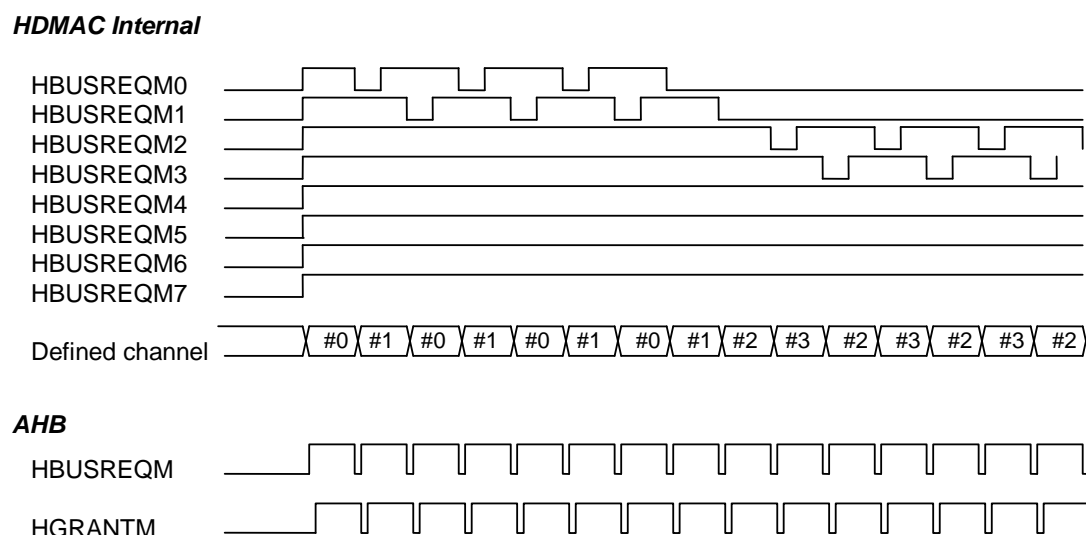 HDMAC Internal
HBUSREQM0
HBUSREQM1
HBUSREQM2
HBUSREQM3
HBUSREQM4
HBUSREQM5
HBUSREQM6
HBUSREQM7
Defined channel #0 #1 #0 #1 #0 #1 #0 #1 #2 #3 #2 #3 #2 #3 #2
AHB
HBUSREQM
HGRANTM